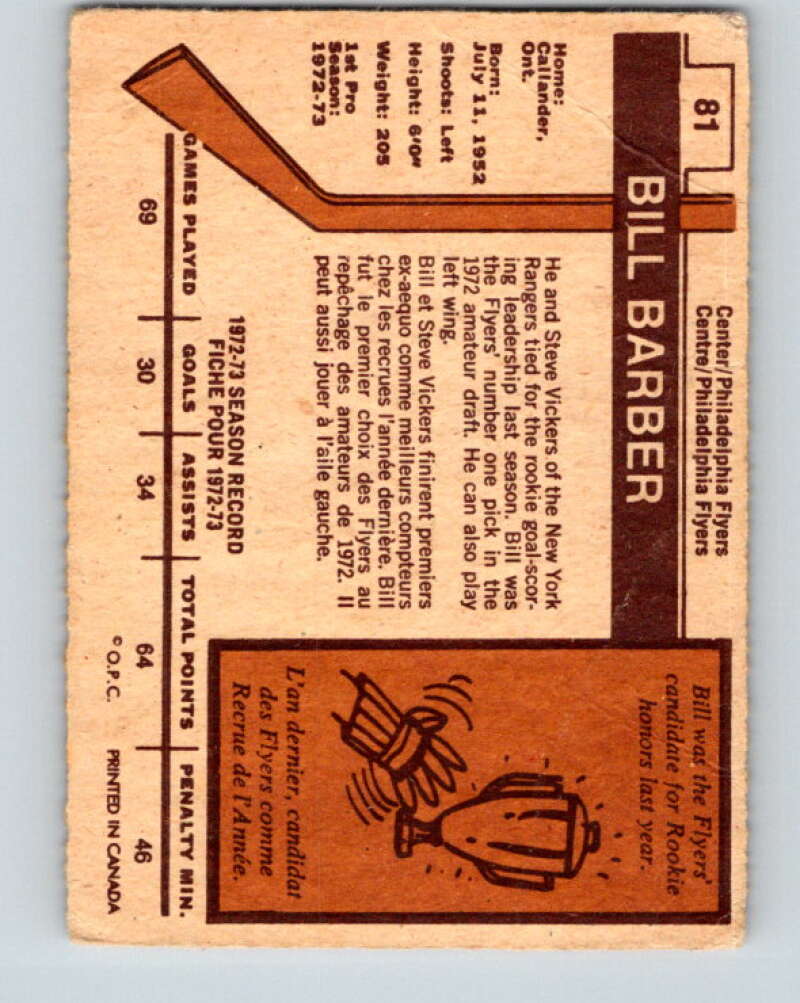 81
Center/Philadelphia Flyers
Centre/Philadelphia Flyers
BILL BARBER
Home:
Callander,
Ont.
Born:
July 11, 1952
Shoots: Left
Height: 6'0"
Weight: 205
1st Pro
Season:
1972-73
He and Steve Vickers of the New York
Rangers tied for the rookie goal-scor-
ing leadership last season. Bill was
the Flyers' number one pick in the
1972 amateur draft. He can also play
left wing.
Bill et Steve Vickers finirent premiers
ex-aequo comme meilleurs compteurs
chez les recrues l'année dernière. Bill
fut le premier choix des Flyers au
repêchage des amateurs de 1972. Il
peut aussi jouer à l'aile gauche.
Bill was the Flyers'
candidate for Rookie
honors last year.
L'an dernier, candidat
des Flyers comme
Recrue de l'Année.
1972-73 SEASON RECORD
FICHE POUR 1972-73
GAMES PLAYED GOALS ASSISTS TOTAL POINTS PENALTY MIN.
69 30 34 64 46
© O.P.C. PRINTED IN CANADA